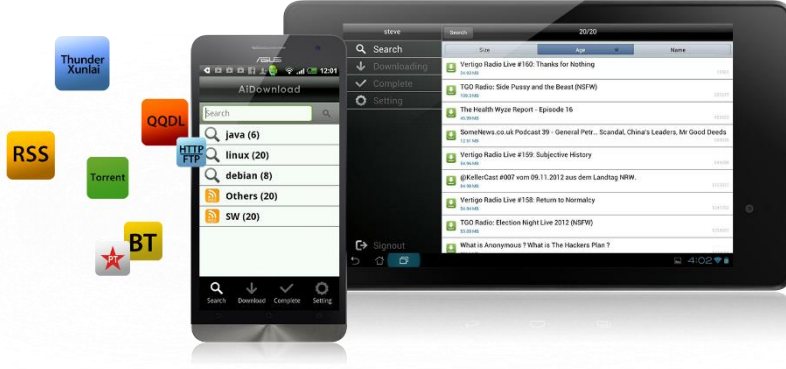 Thunder
Xunlai
QQDL
HTTP
FTP
RSS
Torrent
BT
PT
ASUS
12:01
AiDownload
Search
java (6)
linux (20)
debian (8)
Others (20)
SW (20)
Search Download Complete Setting
steve
Search
Downloading
Complete
Setting
Signout
Search 20/20
Size Age Name
Vertigo Radio Live #160: Thanks for Nothing
TGO Radio: Side Pussy and the Beast (NSFW)
The Health Wyze Report - Episode 16
SomeNews.co.uk Podcast 39 - General Petr... Scandal, China's Leaders, Mr Good Deeds
Vertigo Radio Live #159: Subjective History
@KellerCast #007 vom 09.11.2012 aus dem Landtag NRW.
Vertigo Radio Live #158: Return to Normalcy
TGO Radio: Election Night Live 2012 (NSFW)
What is Anonymous ? What is The Hackers Plan ?
4:02